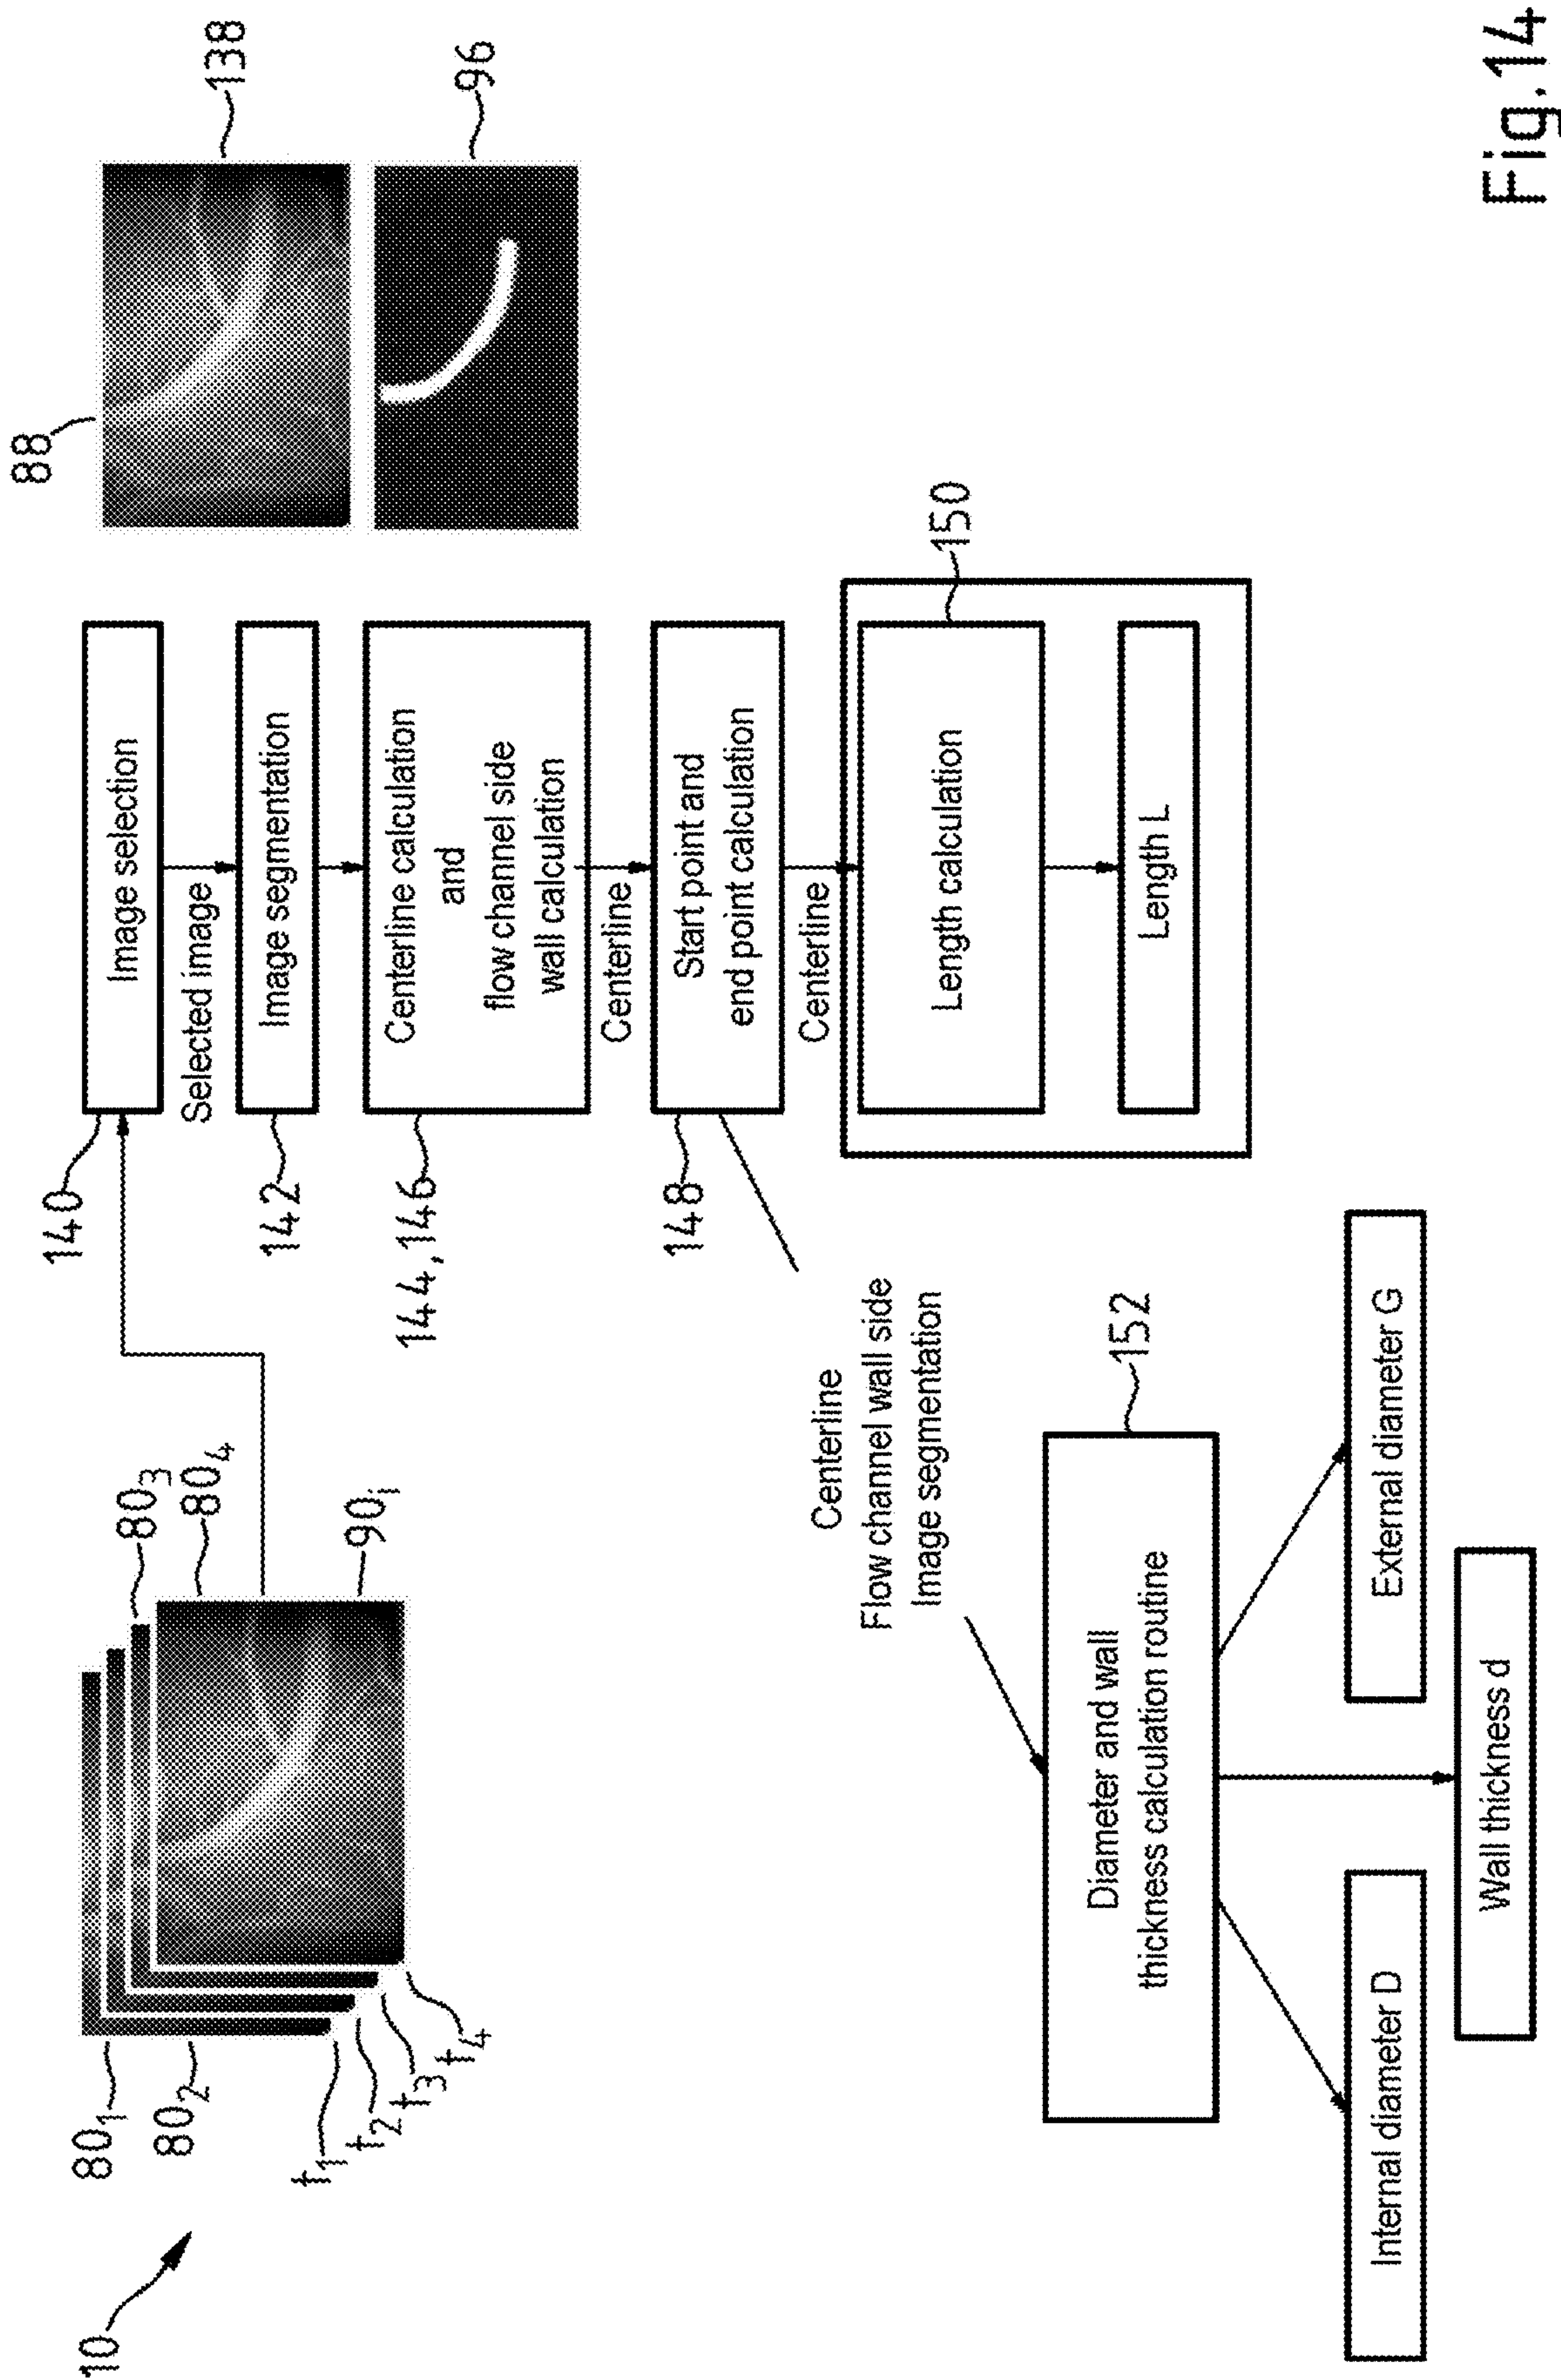 10
80₁
80₂
80₃
80₄
90ᵢ
t₁
t₂
t₃
t₄
140
Image selection
88
138
Selected image
142
Image segmentation
96
144, 146
Centerline calculation
and
flow channel side
wall calculation
Centerline
148
Start point and
end point calculation
Centerline
150
Length calculation
Length L
Centerline
Flow channel wall side
Image segmentation
152
Diameter and wall
thickness calculation routine
Internal diameter D
External diameter G
Wall thickness d
Fig.14